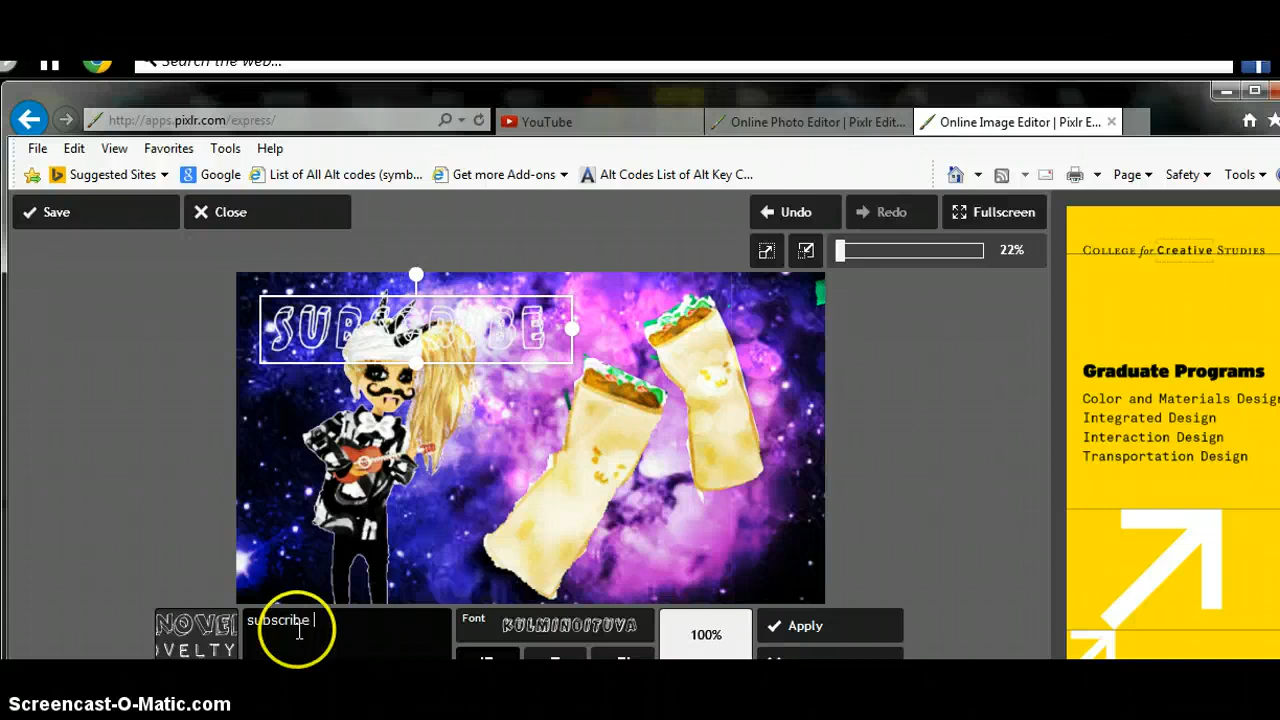 Search the web...
http://apps.pixlr.com/express/
YouTube
Online Photo Editor | Pixlr Edit...
Online Image Editor | Pixlr E...
File Edit View Favorites Tools Help
Suggested Sites
Google
List of All Alt codes (symb...
Get more Add-ons
Alt Codes List of Alt Key C...
Page Safety Tools
Save
Close
Undo
Redo
Fullscreen
22%
SUBSCRIBE
COLLEGE for Creative STUDIES
Graduate Programs
Color and Materials Design
Integrated Design
Interaction Design
Transportation Design
subscribe
Font
KULMINOITUVA
100%
Apply
Screencast-O-Matic.com